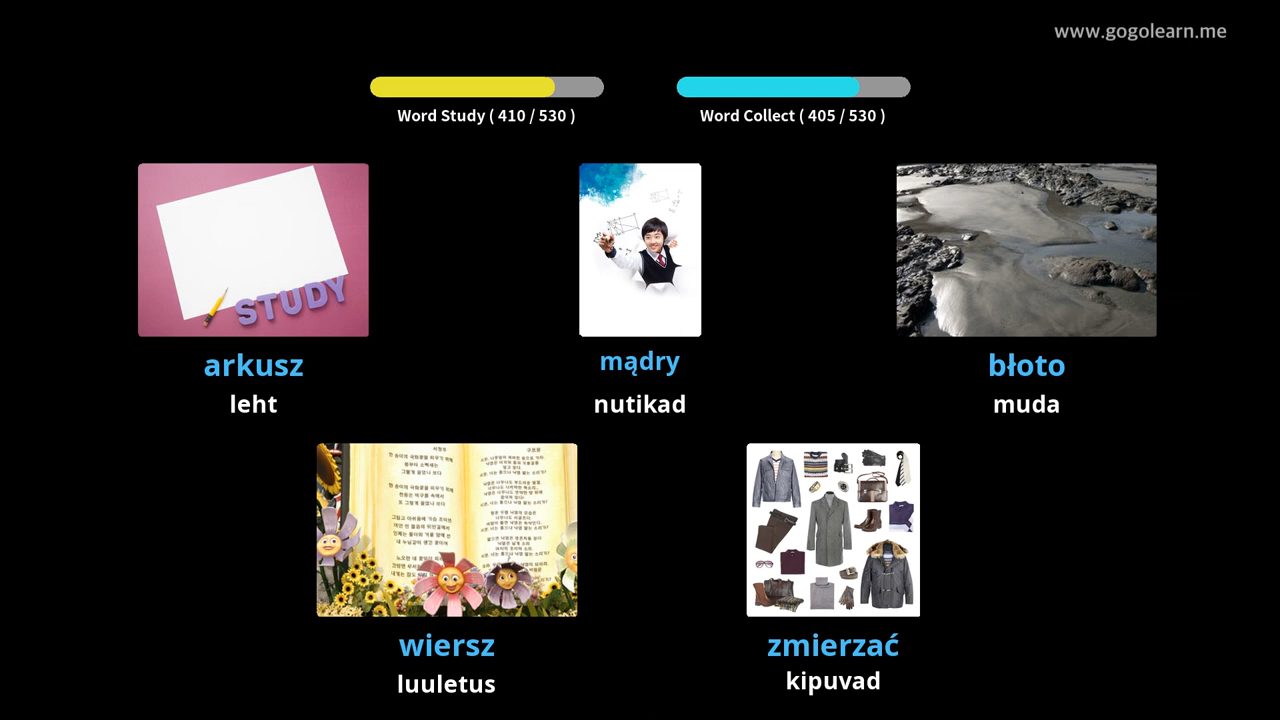 www.gogolearn.me
Word Study ( 410 / 530 )
Word Collect ( 405 / 530 )
STUDY
arkusz
leht
mądry
nutikad
błoto
muda
wiersz
luuletus
zmierzać
kipuvad